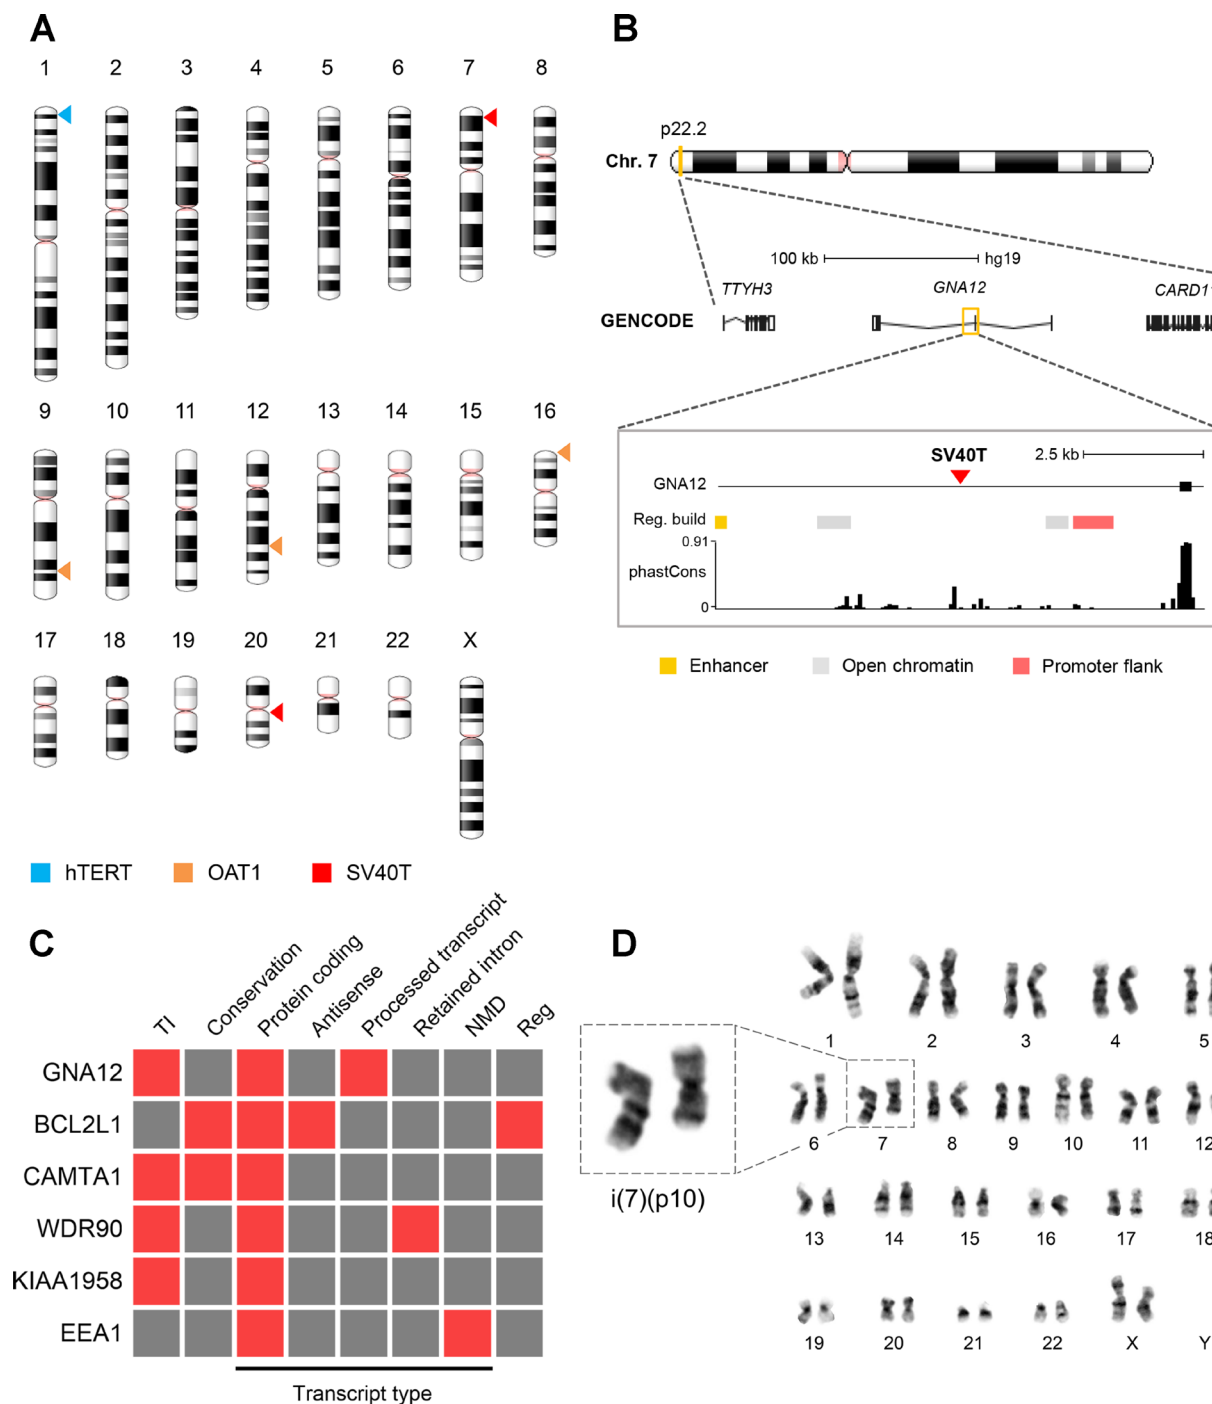 A
1 2 3 4 5 6 7 8
9 10 11 12 13 14 15 16
17 18 19 20 21 22 X
hTERT OAT1 SV40T
B
p22.2
Chr. 7
100 kb hg19
TTYH3 GNA12 CARD11
GENCODE
SV40T 2.5 kb
GNA12
Reg. build
0.91
phastCons
0
Enhancer Open chromatin Promoter flank
C
TI Conservation Protein coding Antisense Processed transcript Retained intron NMD Reg
GNA12
BCL2L1
CAMTA1
WDR90
KIAA1958
EEA1
Transcript type
D
1 2 3 4 5
6 7 8 9 10 11 12
i(7)(p10)
13 14 15 16 17 18
19 20 21 22 X Y